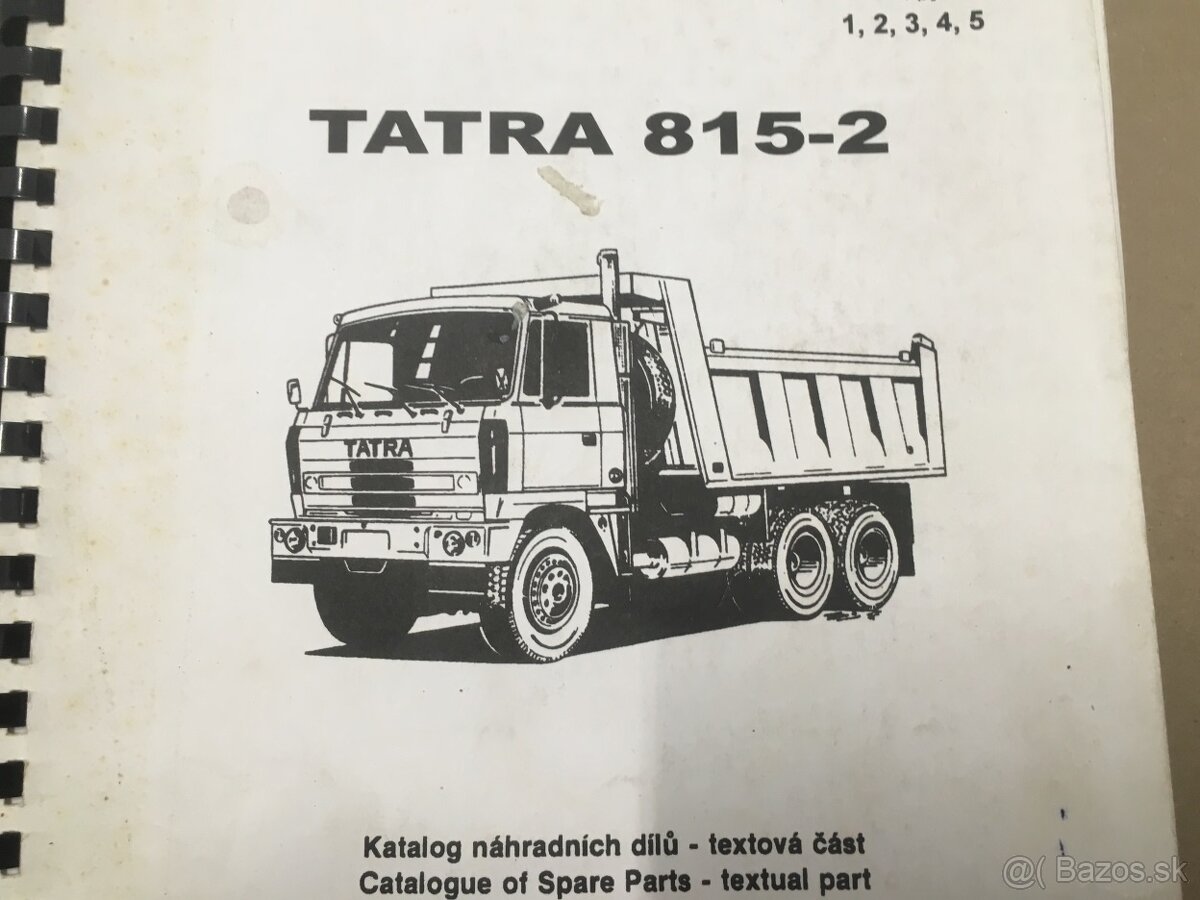 1, 2, 3, 4, 5
TATRA 815-2
TATRA
Katalog náhradních dílů - textová část
Catalogue of Spare Parts - textual part
@( Bazos.sk